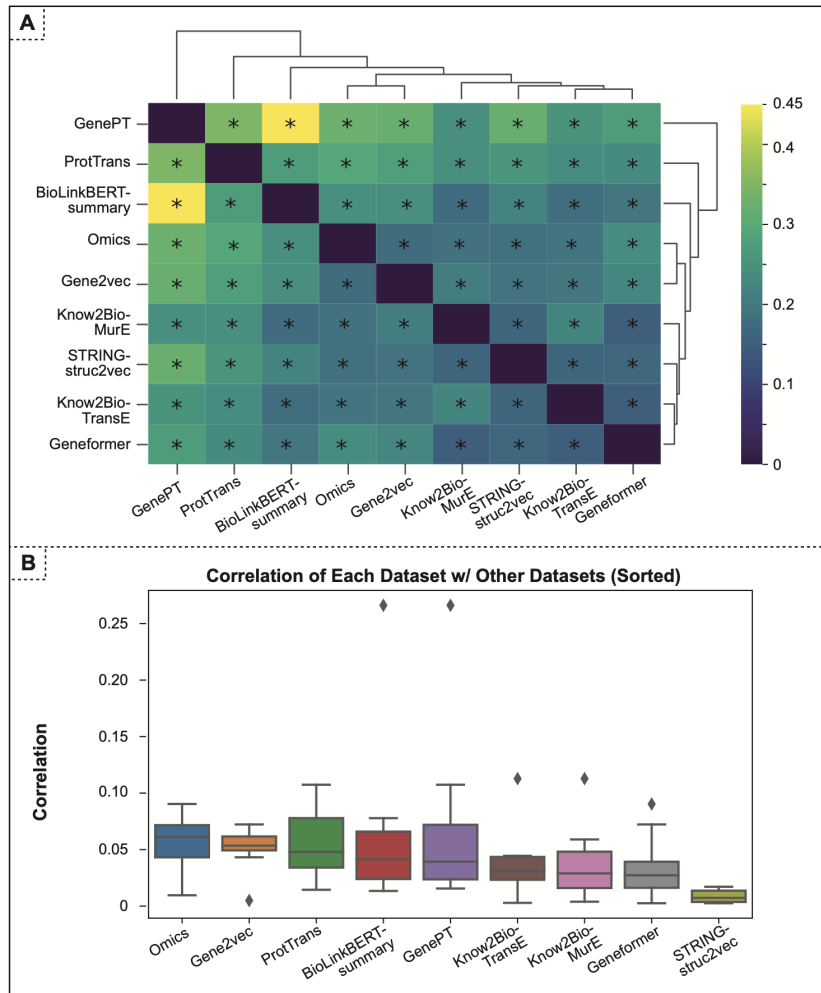 A
GenePT
ProtTrans
BioLinkBERT-
summary
Omics
Gene2vec
Know2Bio-
MurE
STRING-
struc2vec
Know2Bio-
TransE
Geneformer
* * * * * * * *
* * * * * * * *
* * * * * * * *
* * * * * * * *
* * * * * * * *
* * * * * * * *
* * * * * * * *
* * * * * * * *
* * * * * * * *
GenePT
ProtTrans
BioLinkBERT-
summary
Omics
Gene2vec
Know2Bio-
MurE
STRING-
struc2vec
Know2Bio-
TransE
Geneformer
0.45
0.4
0.3
0.2
0.1
0
B
Correlation of Each Dataset w/ Other Datasets (Sorted)
Correlation
0.25
0.20
0.15
0.10
0.05
0
Omics
Gene2vec
ProtTrans
BioLinkBERT-
summary
GenePT
Know2Bio-
TransE
Know2Bio-
MurE
Geneformer
STRING-
struc2vec